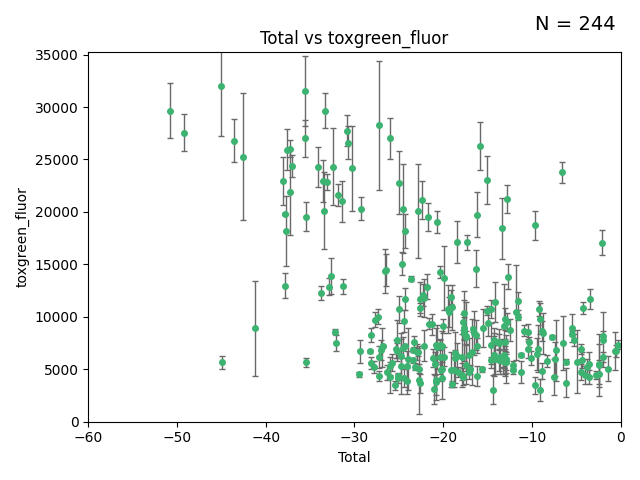 N = 244
Total vs toxgreen_fluor
35000
30000
25000
20000
15000
10000
5000
0
toxgreen_fluor
−60 −50 −40 −30 −20 −10 0
Total